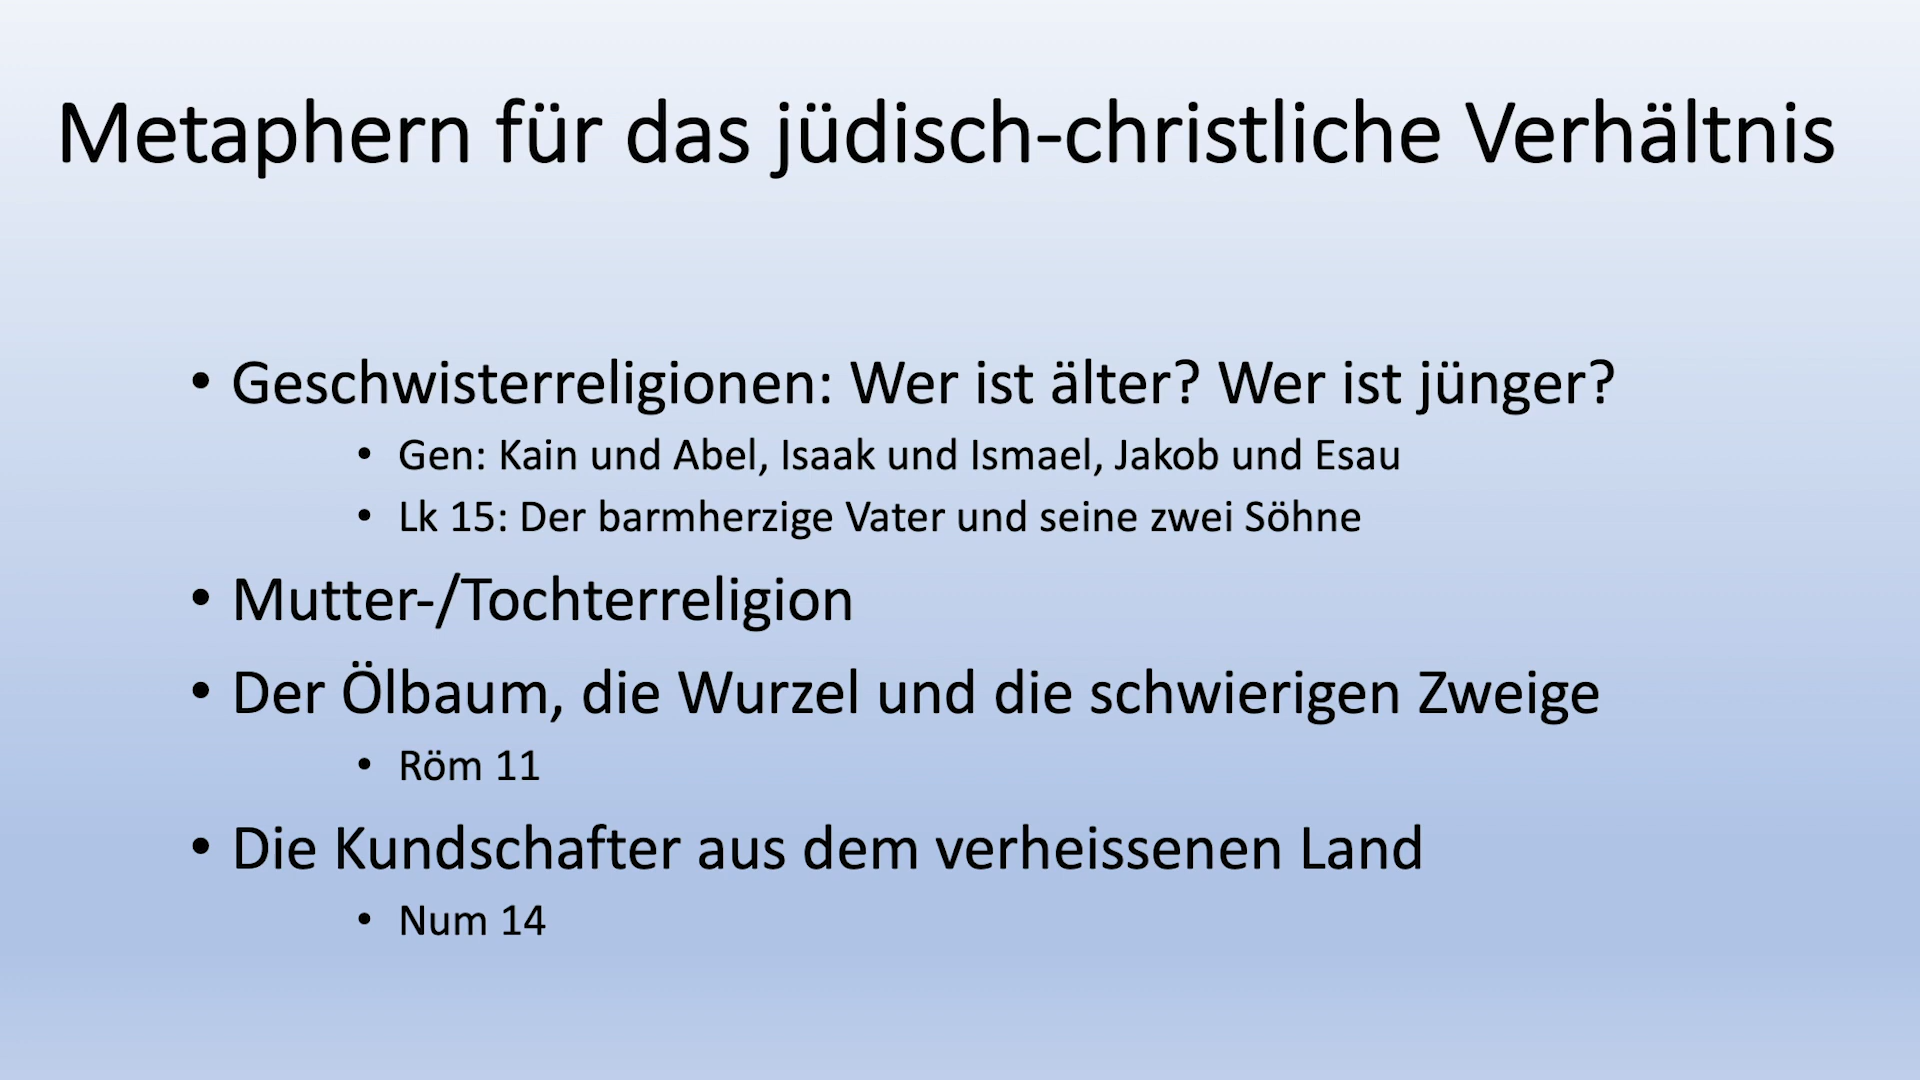 Metaphern für das jüdisch-christliche Verhältnis
• Geschwisterreligionen: Wer ist älter? Wer ist jünger?
• Gen: Kain und Abel, Isaak und Ismael, Jakob und Esau
• Lk 15: Der barmherzige Vater und seine zwei Söhne
• Mutter-/Tochterreligion
• Der Ölbaum, die Wurzel und die schwierigen Zweige
• Röm 11
• Die Kundschafter aus dem verheissenen Land
• Num 14